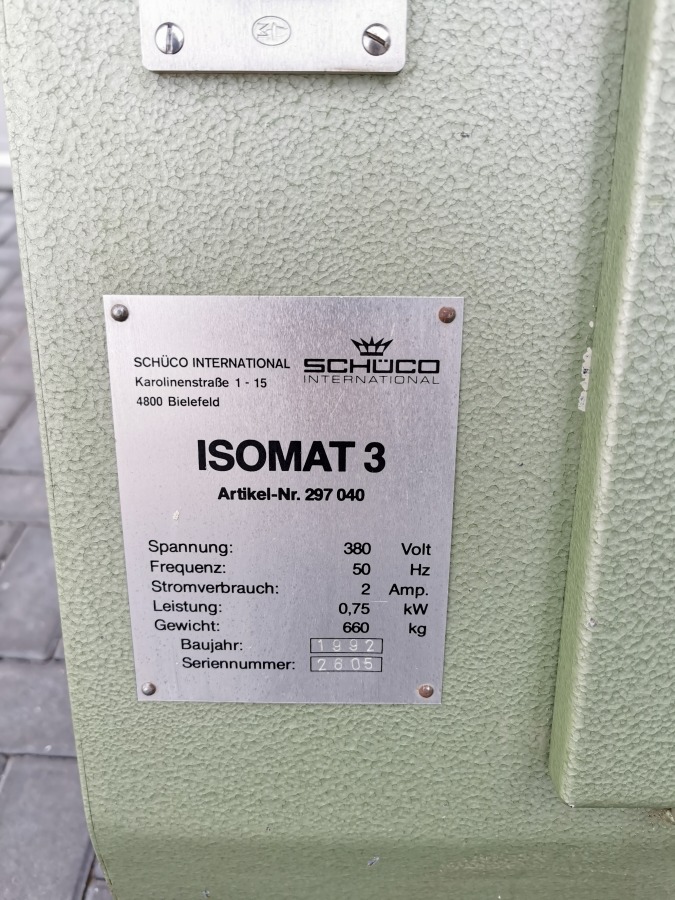 SCHÜCO INTERNATIONAL
Karolinenstraße 1 - 15
4800 Bielefeld
SCHÜCO
INTERNATIONAL
ISOMAT 3
Artikel-Nr. 297 040
Spannung: 380 Volt
Frequenz: 50 Hz
Stromverbrauch: 2 Amp.
Leistung: 0,75 kW
Gewicht: 660 kg
Baujahr: 1992
Seriennummer: 2605